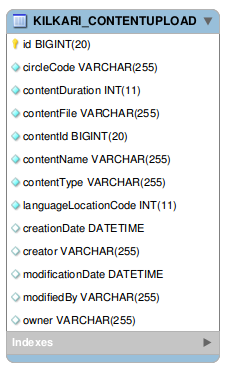 KILKARI_CONTENTUPLOAD
id BIGINT(20)
circleCode VARCHAR(255)
contentDuration INT(11)
contentFile VARCHAR(255)
contentId BIGINT(20)
contentName VARCHAR(255)
contentType VARCHAR(255)
languageLocationCode INT(11)
creationDate DATETIME
creator VARCHAR(255)
modificationDate DATETIME
modifiedBy VARCHAR(255)
owner VARCHAR(255)
Indexes